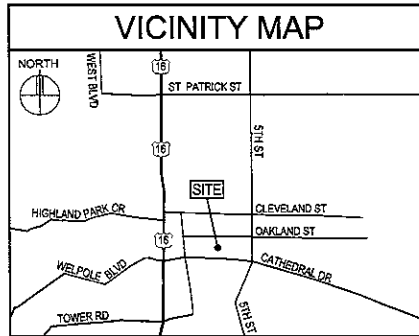 VICINITY MAP
NORTH
WEST BLVD
16
ST PATRICK ST
16
5TH ST
SITE
HIGHLAND PARK CR
CLEVELAND ST
16
OAKLAND ST
WELPOLE BLVD
CATHEDRAL DR
TOWER RD
5TH ST